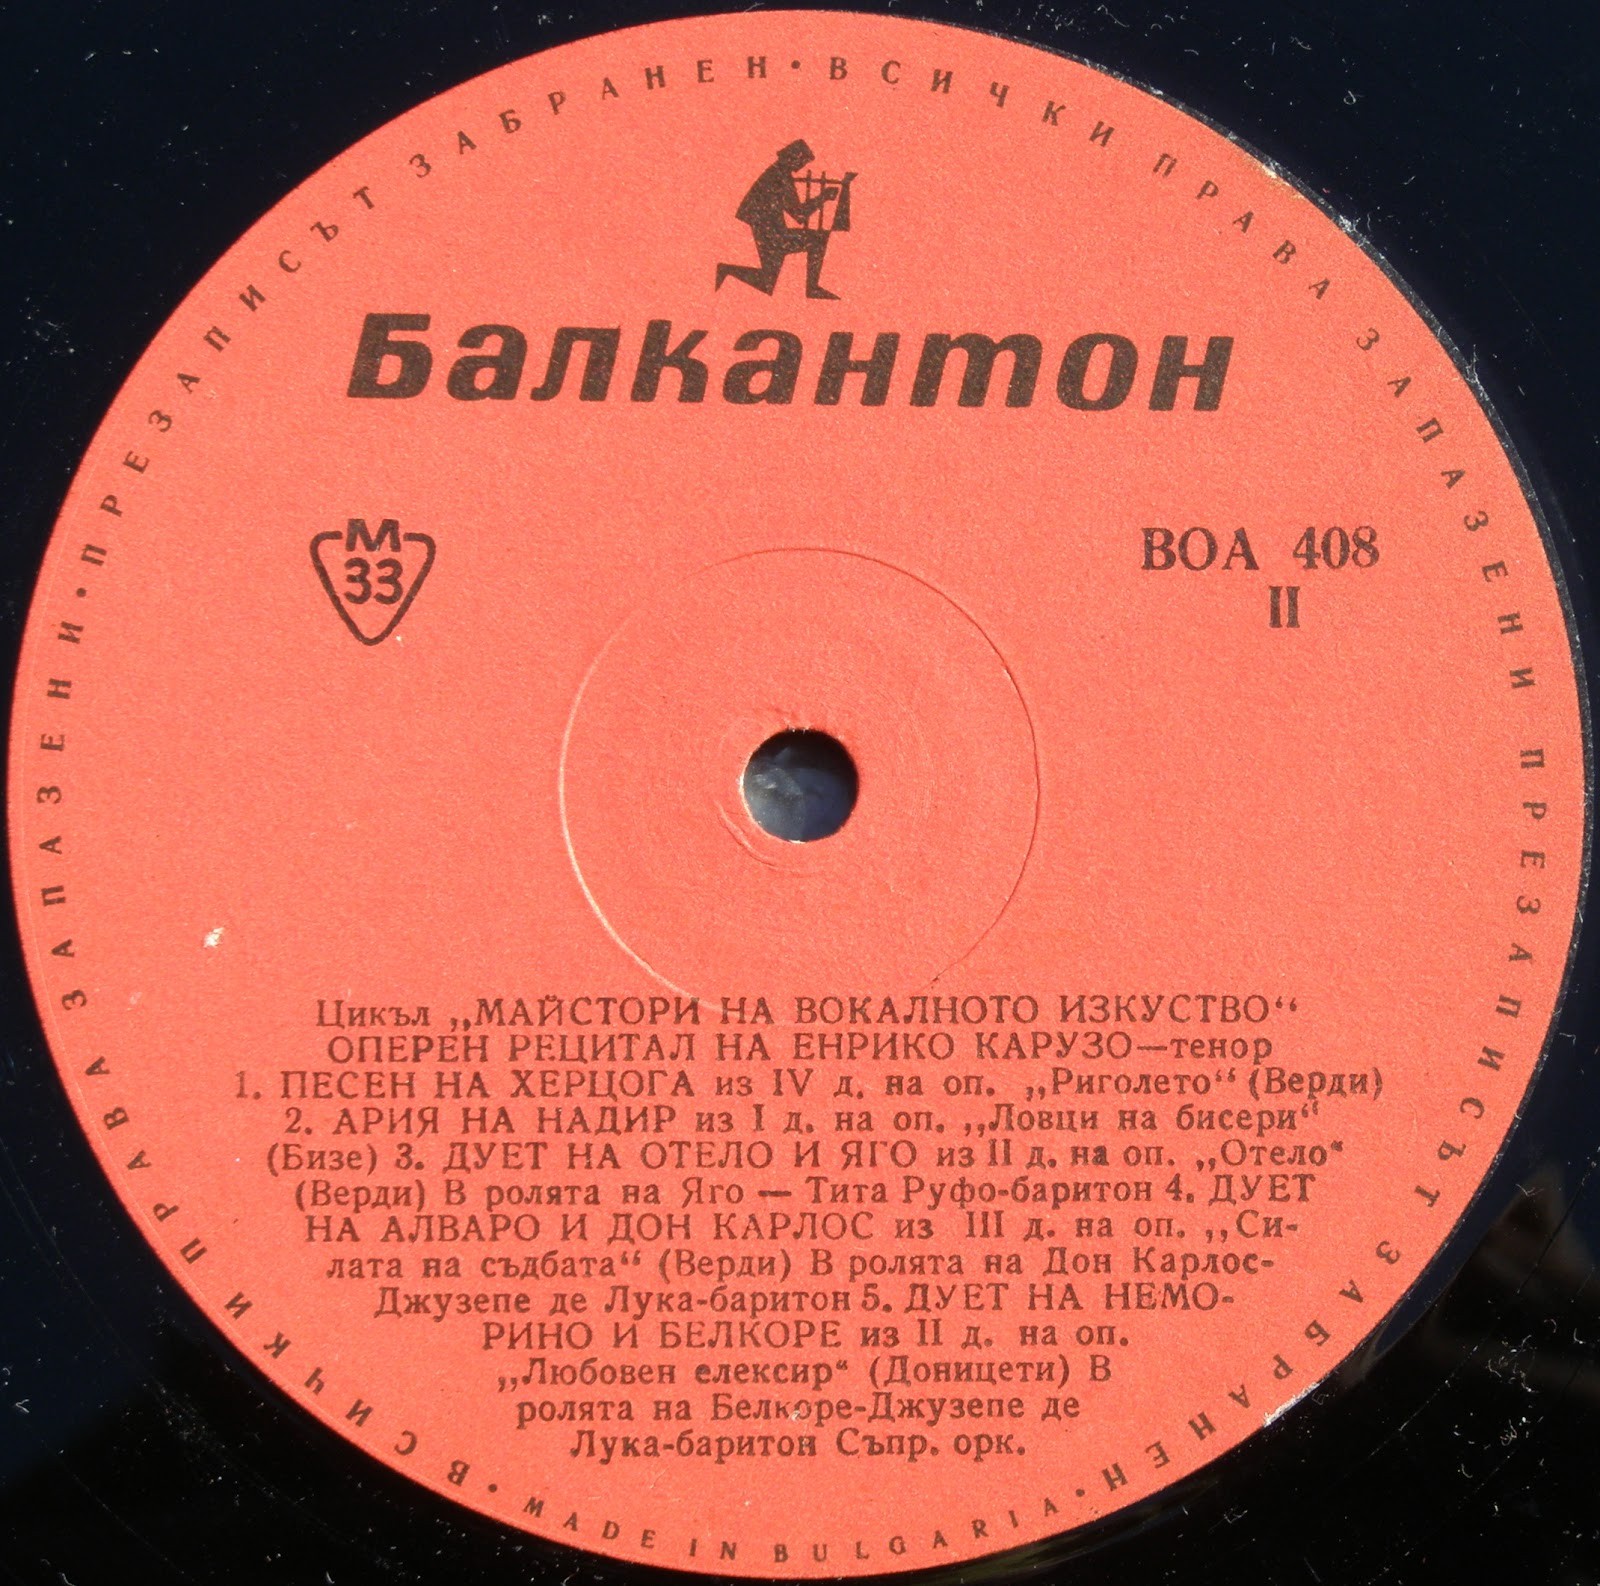 ВСИЧКИ ПРАВА ЗАПАЗЕНИ ПРЕЗАПИСЪТ ЗАБРАНЕН • MADE IN BULGARIA • ВСИЧКИ ПРАВА ЗАПАЗЕНИ • ПРЕЗАПИСЪТ ЗАБРАНЕН •
Балкантон
М
33
ВОА 408
II
Цикъл „МАЙСТОРИ НА ВОКАЛНОТО ИЗКУСТВО“
ОПЕРЕН РЕЦИТАЛ НА ЕНРИКО КАРУЗО—тенор
1. ПЕСЕН НА ХЕРЦОГА из IV д. на оп. „Риголето“ (Верди)
2. АРИЯ НА НАДИР из I д. на оп. „Ловци на бисери“
(Бизе) 3. ДУЕТ НА ОТЕЛО И ЯГО из II д. на оп. „Отело“
(Верди) В ролята на Яго — Тита Руфо-баритон 4. ДУЕТ
НА АЛВАРО И ДОН КАРЛОС из III д. на оп. „Си-
лата на съдбата“ (Верди) В ролята на Дон Карлос-
Джузепе де Лука-баритон 5. ДУЕТ НА НЕМО-
РИНО И БЕЛКОРЕ из II д. на оп.
„Любовен елексир“ (Доницети) В
ролята на Белкоре-Джузепе де
Лука-баритон Съпр. орк.